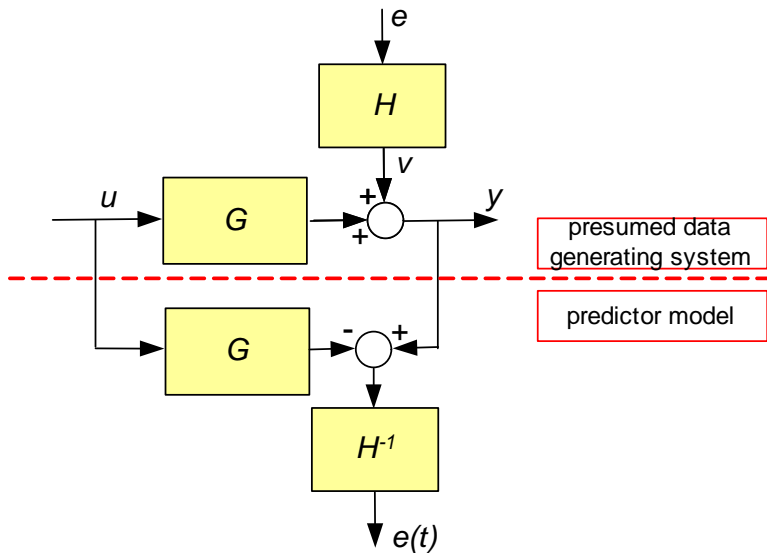 e
H
v
u
+
y
G
+
presumed data
generating system
predictor model
-
+
G
H-1
e(t)